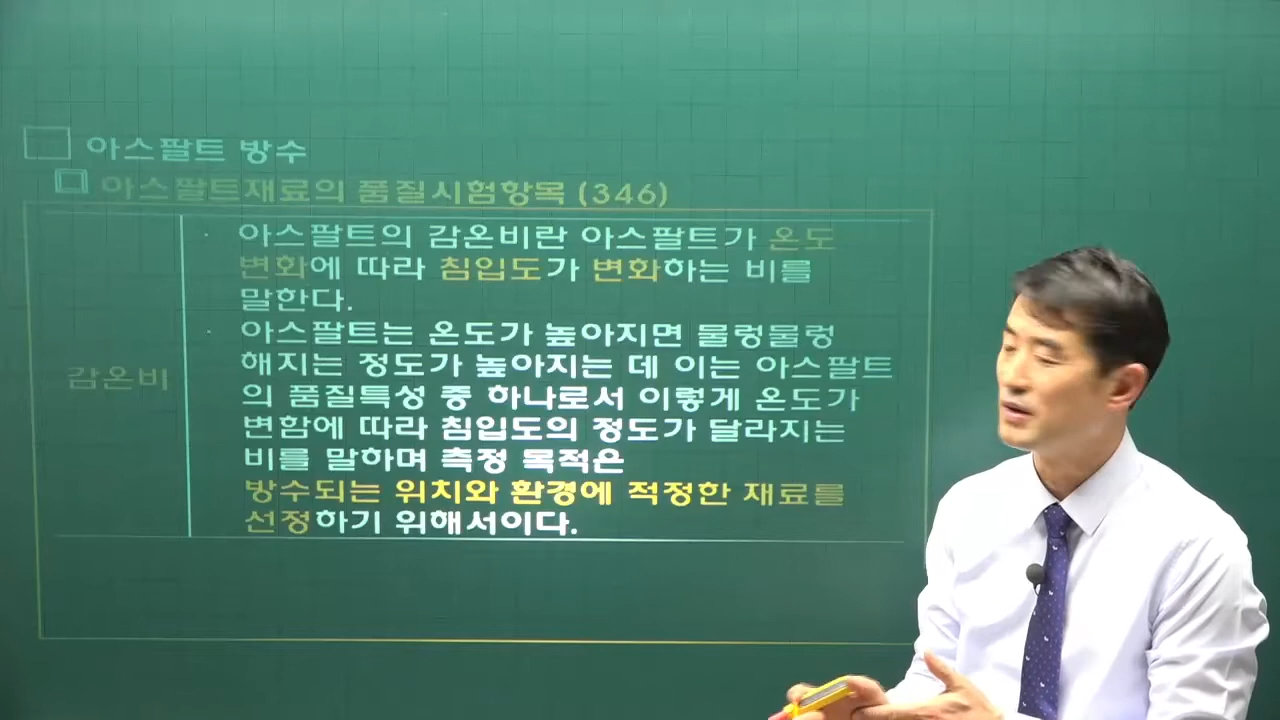 아스팔트 방수
아스팔트재료의 품질시험항목 (346)
감온비
· 아스팔트의 감온비란 아스팔트가 온도
변화에 따라 침입도가 변화하는 비를
말한다.
· 아스팔트는 온도가 높아지면 물렁물렁
해지는 정도가 높아지는 데 이는 아스팔트
의 품질특성 중 하나로서 이렇게 온도가
변함에 따라 침입도의 정도가 달라지는
비를 말하며 측정 목적은
방수되는 위치와 환경에 적정한 재료를
선정하기 위해서이다.